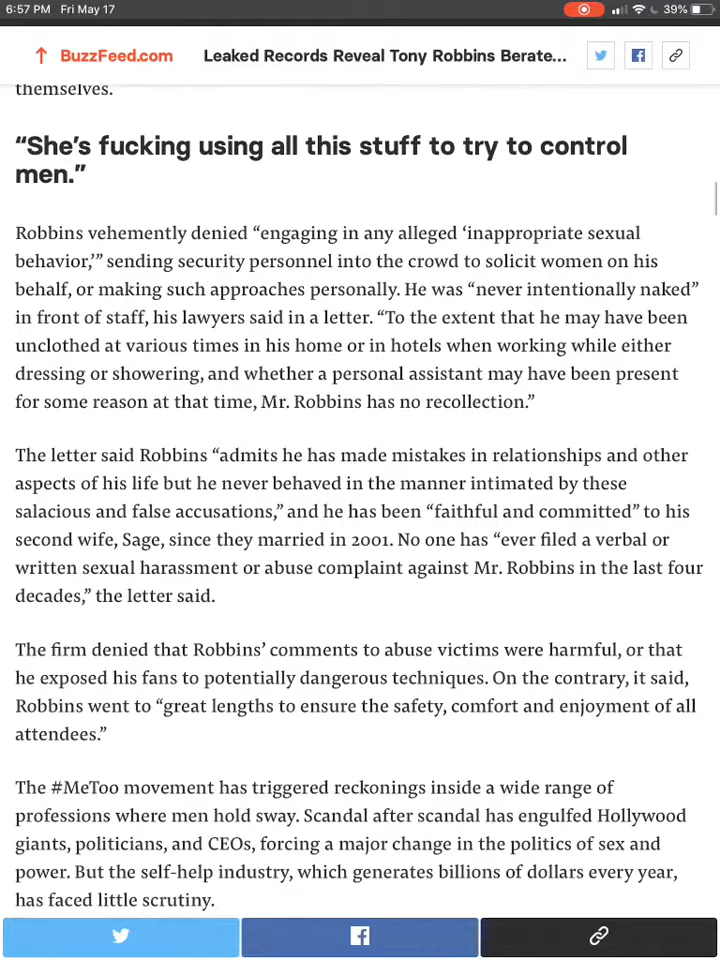 6:57 PM Fri May 17 39%
BuzzFeed.com Leaked Records Reveal Tony Robbins Berate...
themselves.
“She’s fucking using all this stuff to try to control
men.”
Robbins vehemently denied “engaging in any alleged ‘inappropriate sexual
behavior,’” sending security personnel into the crowd to solicit women on his
behalf, or making such approaches personally. He was “never intentionally naked”
in front of staff, his lawyers said in a letter. “To the extent that he may have been
unclothed at various times in his home or in hotels when working while either
dressing or showering, and whether a personal assistant may have been present
for some reason at that time, Mr. Robbins has no recollection.”
The letter said Robbins “admits he has made mistakes in relationships and other
aspects of his life but he never behaved in the manner intimated by these
salacious and false accusations,” and he has been “faithful and committed” to his
second wife, Sage, since they married in 2001. No one has “ever filed a verbal or
written sexual harassment or abuse complaint against Mr. Robbins in the last four
decades,” the letter said.
The firm denied that Robbins’ comments to abuse victims were harmful, or that
he exposed his fans to potentially dangerous techniques. On the contrary, it said,
Robbins went to “great lengths to ensure the safety, comfort and enjoyment of all
attendees.”
The #MeToo movement has triggered reckonings inside a wide range of
professions where men hold sway. Scandal after scandal has engulfed Hollywood
giants, politicians, and CEOs, forcing a major change in the politics of sex and
power. But the self-help industry, which generates billions of dollars every year,
has faced little scrutiny.